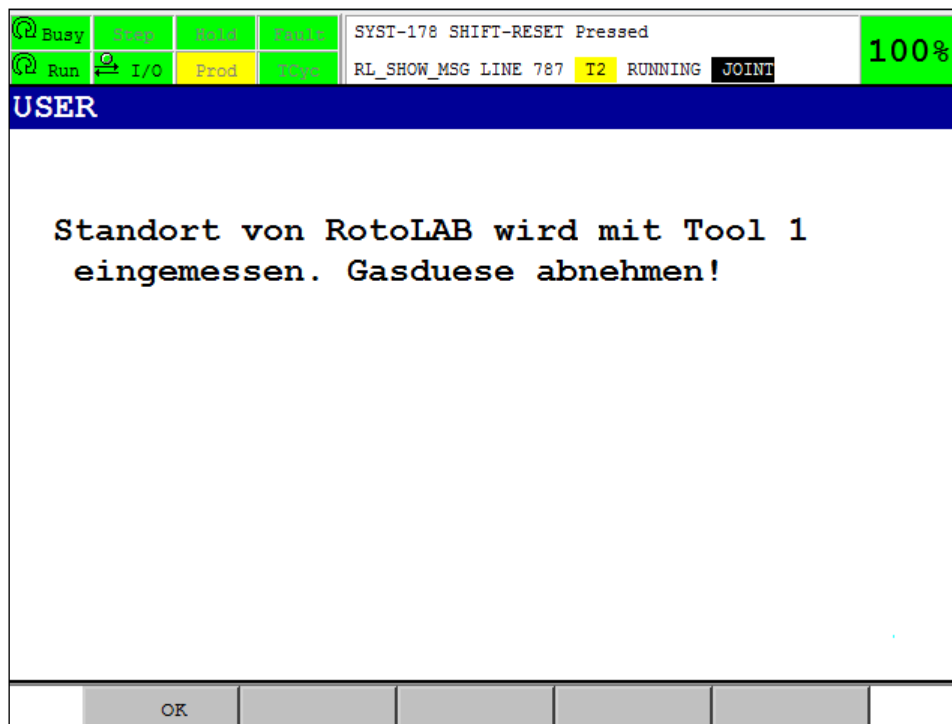 Busy Step Hold Fault SYST-178 SHIFT-RESET Pressed
Run I/O Prod TCyc RL_SHOW_MSG LINE 787 T2 RUNNING JOINT
100%
USER
Standort von RotoLAB wird mit Tool 1
eingemessen. Gasduese abnehmen!
OK